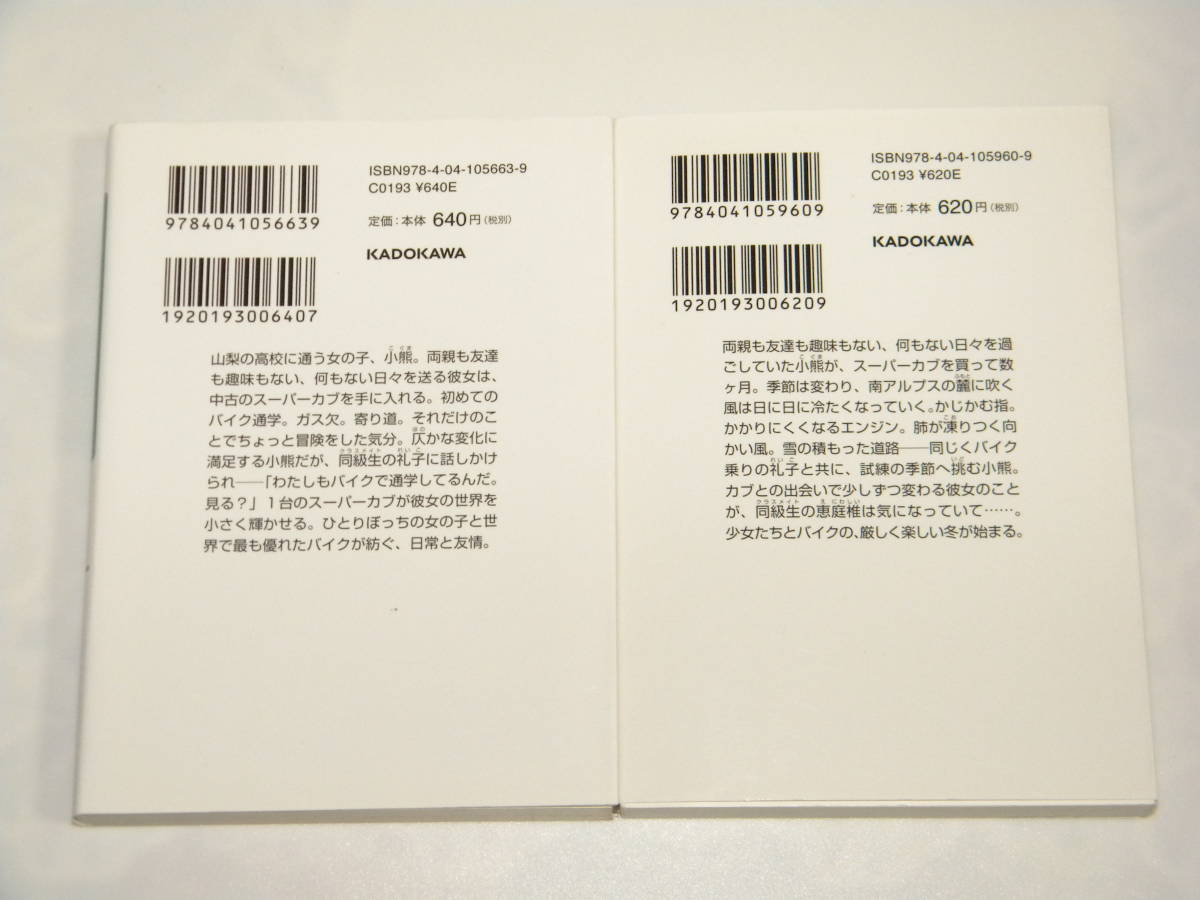 ISBN978-4-04-105663-9
C0193 ¥640E
定価：本体 640円（税別）
KADOKAWA
9784041056639
1920193006407
山梨の高校に通う女の子、小熊。両親も友達
も趣味もない、何もない日々を送る彼女は、
中古のスーパーカブを手に入れる。初めての
バイク通学。ガス欠。寄り道。それだけのこ
とでちょっと冒険をした気分。仄かな変化に
満足する小熊だが、同級生の礼子に話しかけ
られ――「わたしもバイクで通学してるんだ。
見る？」１台のスーパーカブが彼女の世界を
小さく輝かせる。ひとりぼっちの女の子と世
界で最も優れたバイクが紡ぐ、日常と友情。
ISBN978-4-04-105960-9
C0193 ¥620E
定価：本体 620円（税別）
KADOKAWA
9784041059609
1920193006209
両親も友達も趣味もない、何もない日々を過
ごしていた小熊が、スーパーカブを買って数
ヶ月。季節は変わり、南アルプスの麓に吹く
風は日に日に冷たくなっていく。かじかむ指。
かかりにくくなるエンジン。肺が凍りつく向
かい風。雪の積もった道路――同じくバイク
乗りの礼子と共に、試練の季節へ挑む小熊。
カブとの出会いで少しずつ変わる彼女のこと
が、同級生の恵庭椎は気になっていて……。
少女たちとバイクの、厳しく楽しい冬が始まる。